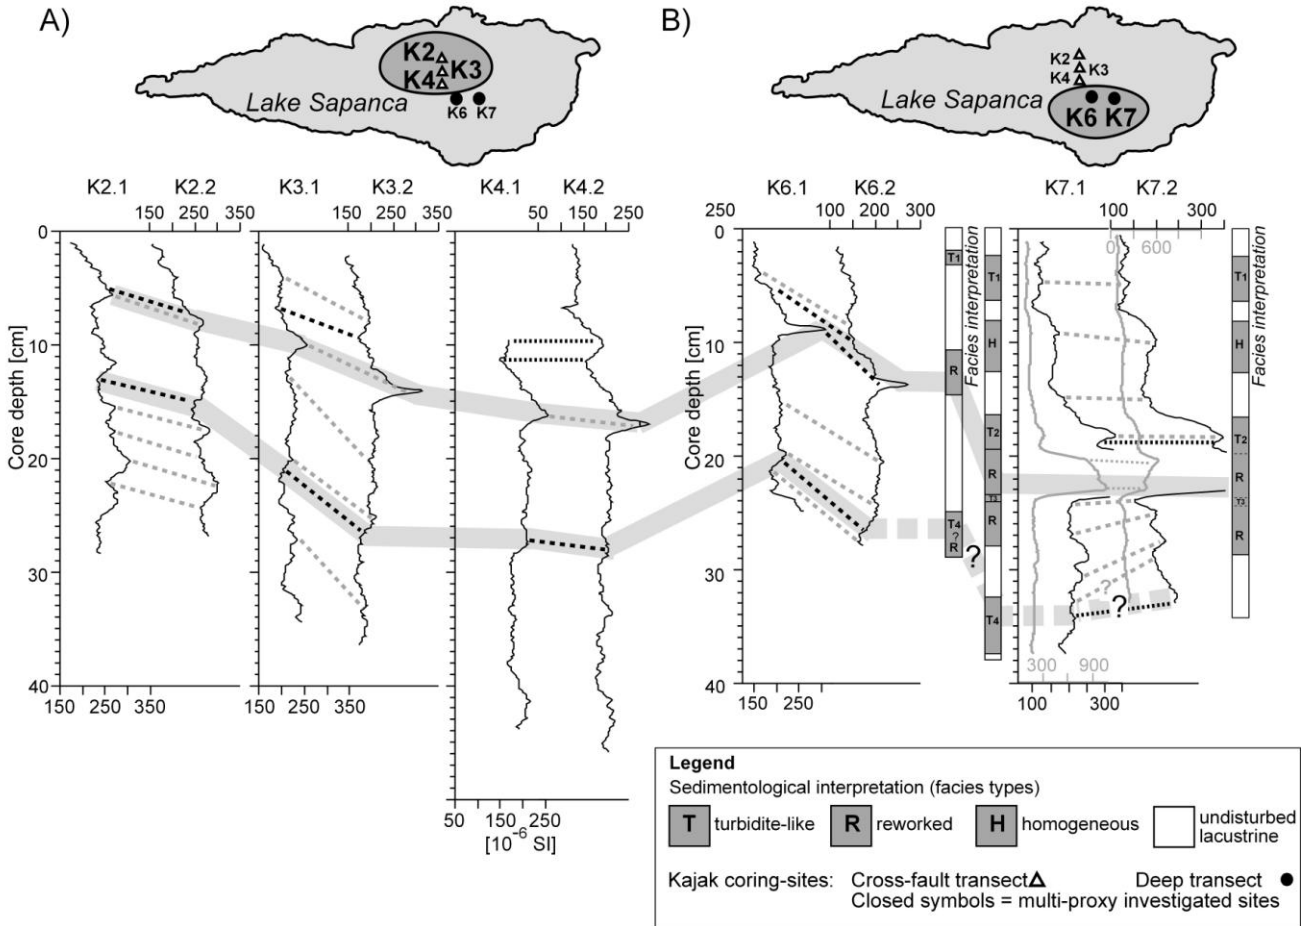 A)
K2
K4 K3
Lake Sapanca
K6 K7
B)
K2
K4 K3
Lake Sapanca
K6 K7
K2.1 K2.2 K3.1 K3.2 K4.1 K4.2
150 250 350 150 250 350 50 150 250
Core depth [cm]
0
10
20
30
40
150 250 350
150 250 350
50 150 250
[10⁻⁶ SI]
K6.1 K6.2 K7.1 K7.2
250 100 200 300 100 300
0 600
Core depth [cm]
0
10
20
30
40
150 250
Facies interpretation
T1
R
T4
?
R
?
T1
H
T2
R
T3
R
T4
?
?
300 900
100 300
Facies interpretation
T1
H
T2
R
T3
R
Legend
Sedimentological interpretation (facies types)
T turbidite-like R reworked H homogeneous undisturbed
lacustrine
Kajak coring-sites: Cross-fault transect Deep transect
Closed symbols = multi-proxy investigated sites